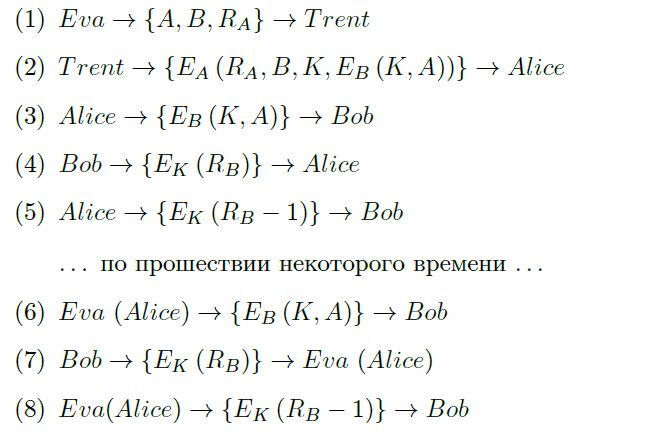 (1) Eva → {A, B, R_A} → Trent
(2) Trent → {E_A (R_A, B, K, E_B (K, A))} → Alice
(3) Alice → {E_B (K, A)} → Bob
(4) Bob → {E_K (R_B)} → Alice
(5) Alice → {E_K (R_B − 1)} → Bob
... по прошествии некоторого времени ...
(6) Eva (Alice) → {E_B (K, A)} → Bob
(7) Bob → {E_K (R_B)} → Eva (Alice)
(8) Eva(Alice) → {E_K (R_B − 1)} → Bob